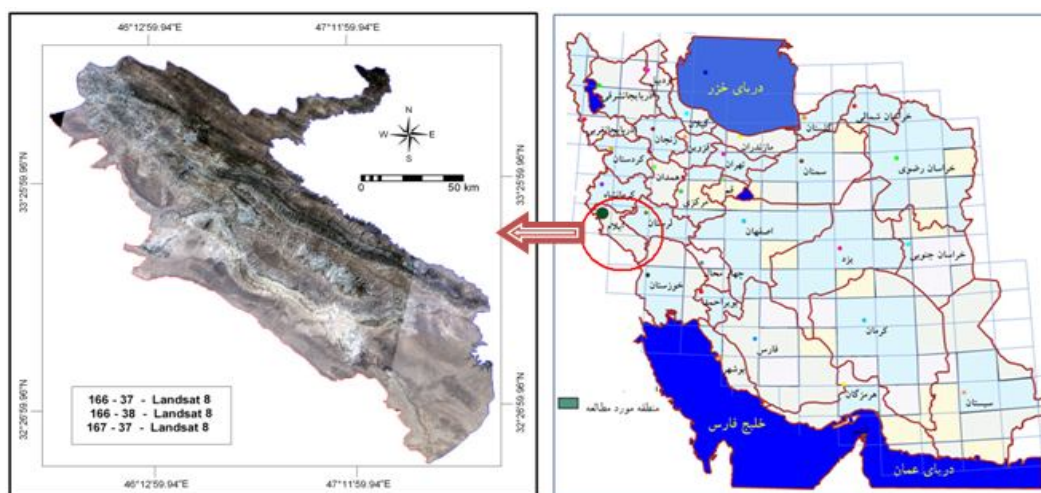 46°12'59.94"E
47°11'59.94"E
N
W
E
S
0
50 km
33°25'59.96"N
33°25'59.96"N
32°26'59.96"N
32°26'59.96"N
166 - 37 - Landsat 8
166 - 38 - Landsat 8
167 - 37 - Landsat 8
46°12'59.94"E
47°11'59.94"E
دریای خزر
آذربایجانشرقی
گیلان
زنجان
قزوین
مازندران
گلستان
خراسان شمالی
کردستان
تهران
سمنان
خراسان رضوی
همدان
قم
مرکزی
لرستان
ایلام
اصفهان
یزد
خراسان جنوبی
خوزستان
کرمان
فارس
بوشهر
هرمزگان
سیستان
خلیج فارس
دریای عمان
منطقه مورد مطالعه